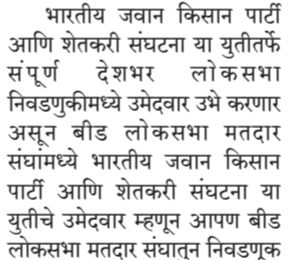 भारतीय जवान किसान पार्टी
आणि शेतकरी संघटना या युतीतर्फे
संपूर्ण देशभर लोकसभा
निवडणुकीमध्ये उमेदवार उभे करणार
असून बीड लोकसभा मतदार
संघांमध्ये भारतीय जवान किसान
पार्टी आणि शेतकरी संघटना या
युतीचे उमेदवार म्हणून आपण बीड
लोकसभा मतदार संघातून निवडणूक